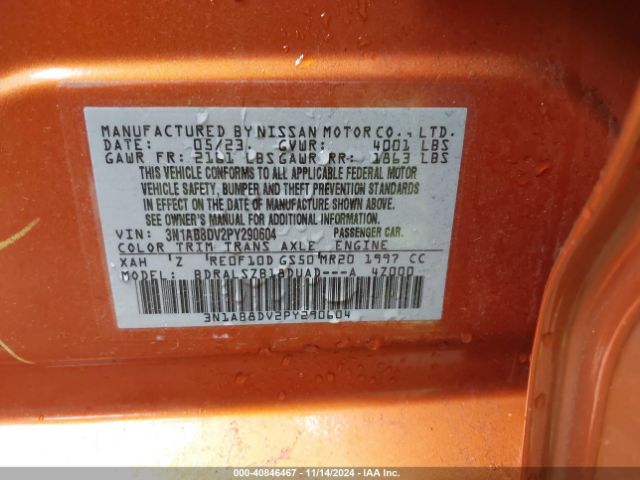 MANUFACTURED BY NISSAN MOTOR CO., LTD.
DATE: 05/23 GVWR: 4001 LBS
GAWR FR: 2161 LBS GAWR RR: 1863 LBS
THIS VEHICLE CONFORMS TO ALL APPLICABLE FEDERAL MOTOR
VEHICLE SAFETY, BUMPER AND THEFT PREVENTION STANDARDS
IN EFFECT ON THE DATE OF MANUFACTURE SHOWN ABOVE.
SEE OWNER'S MANUAL FOR ADDITIONAL INFORMATION.
VIN: 3N1AB8DV2PY290604 PASSENGER CAR.
COLOR TRIM TRANS AXLE ENGINE
XAH Z RE0F10D GS50 MR20 1997 CC
MODEL: BDRALSZB18DUAD---A 4Z000
3N1AB8DV2PY290604
000-40846467 - 11/14/2024 - IAA Inc.